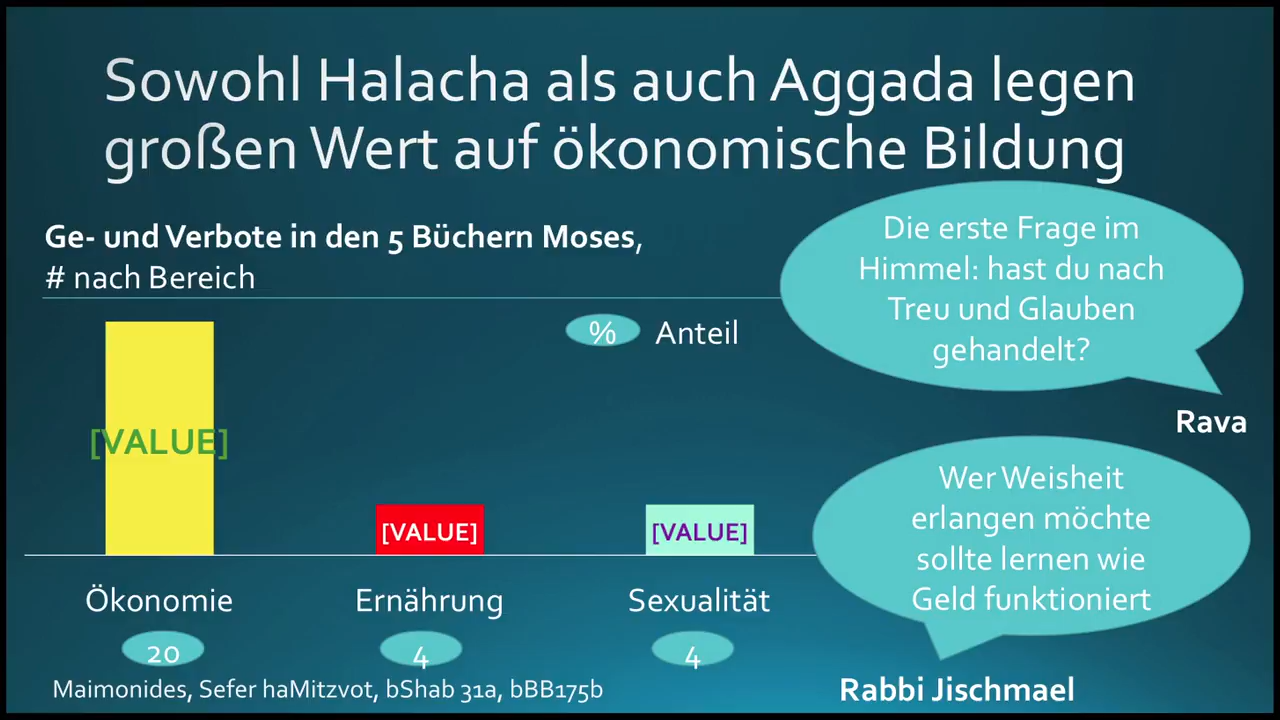 Sowohl Halacha als auch Aggada legen
großen Wert auf ökonomische Bildung
Ge- und Verbote in den 5 Büchern Moses,
# nach Bereich
% Anteil
[VALUE]
[VALUE]
[VALUE]
Ökonomie
Ernährung
Sexualität
20
4
4
Maimonides, Sefer haMitzvot, bShab 31a, bBB175b
Die erste Frage im
Himmel: hast du nach
Treu und Glauben
gehandelt?
Rava
Wer Weisheit
erlangen möchte
sollte lernen wie
Geld funktioniert
Rabbi Jischmael